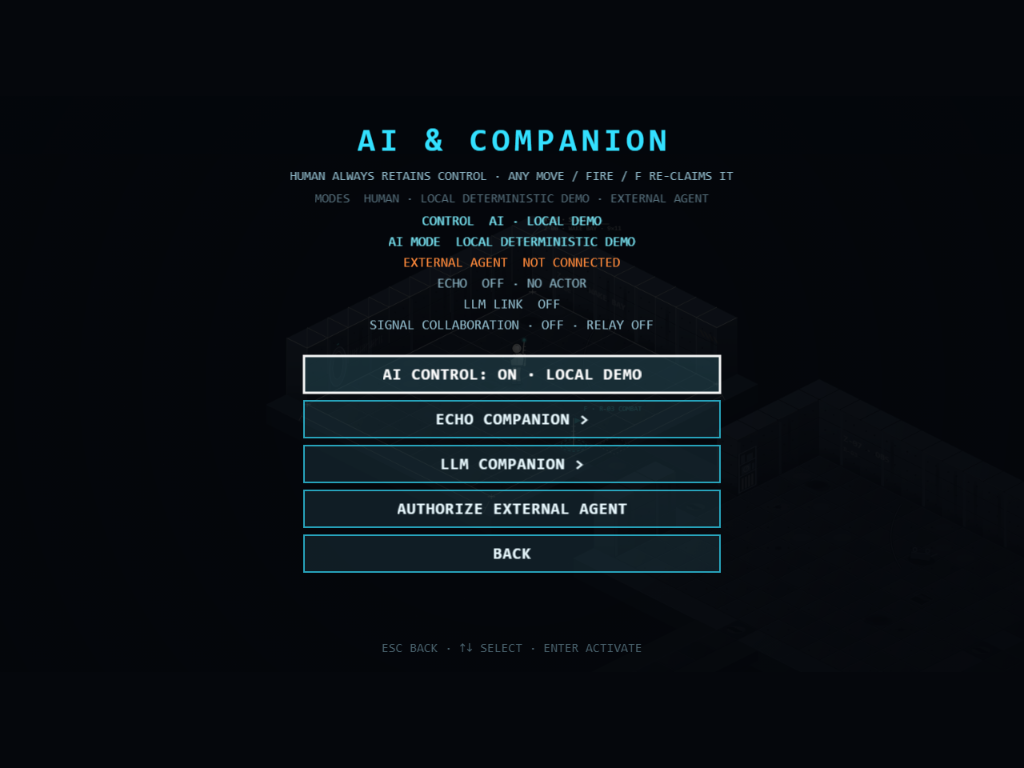 AI & COMPANION
HUMAN ALWAYS RETAINS CONTROL · ANY MOVE / FIRE / F RE-CLAIMS IT
MODES  HUMAN · LOCAL DETERMINISTIC DEMO · EXTERNAL AGENT
CONTROL  AI · LOCAL DEMO
AI MODE  LOCAL DETERMINISTIC DEMO
EXTERNAL AGENT  NOT CONNECTED
ECHO  OFF · NO ACTOR
LLM LINK  OFF
SIGNAL COLLABORATION · OFF · RELAY OFF
AI CONTROL: ON · LOCAL DEMO
ECHO COMPANION >
LLM COMPANION >
AUTHORIZE EXTERNAL AGENT
BACK
ESC BACK · ↑↓ SELECT · ENTER ACTIVATE